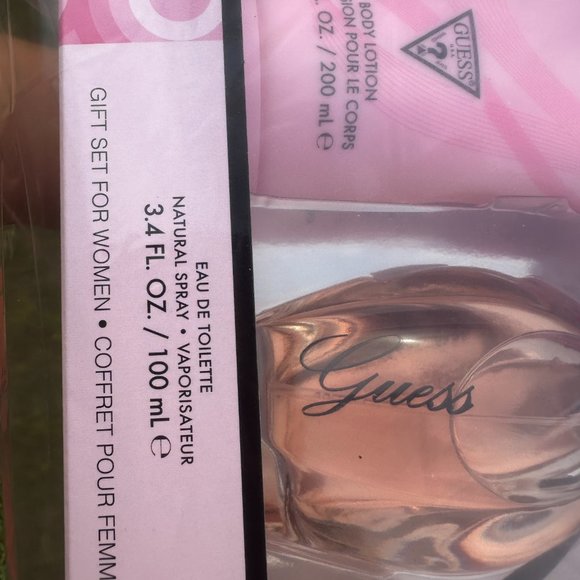 GUESS
U.S.A.
?
BODY LOTION
POUR LE CORPS
OZ. / 200 mL e
EAU DE TOILETTE
NATURAL SPRAY • VAPORISATEUR
3.4 FL. OZ. / 100 mL e
GIFT SET FOR WOMEN • COFFRET POUR FEMM
Guess